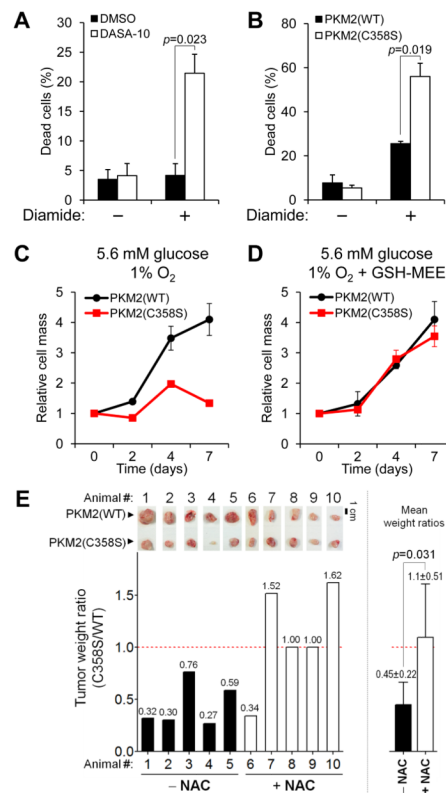 A
DMSO
DASA-10
p=0.023
Dead cells (%)
30
25
20
15
10
5
0
Diamide: – +
B
PKM2(WT)
PKM2(C358S)
p=0.019
Dead cells (%)
80
60
40
20
0
Diamide: – +
C
5.6 mM glucose
1% O2
PKM2(WT)
PKM2(C358S)
Relative cell mass
5
4
3
2
1
0
0 2 4 7
Time (days)
D
5.6 mM glucose
1% O2 + GSH-MEE
PKM2(WT)
PKM2(C358S)
Relative cell mass
5
4
3
2
1
0
0 2 4 7
Time (days)
E
Animal #: 1 2 3 4 5 6 7 8 9 10
PKM2(WT)
PKM2(C358S)
1 cm
Tumor weight ratio
(C358S/WT)
1.5
1.0
0.5
0.0
0.32 0.30 0.76 0.27 0.59 0.34 1.52 1.00 1.00 1.62
Animal #: 1 2 3 4 5 6 7 8 9 10
– NAC + NAC
Mean
weight ratios
p=0.031
1.1±0.51
0.45±0.22
– NAC
+ NAC